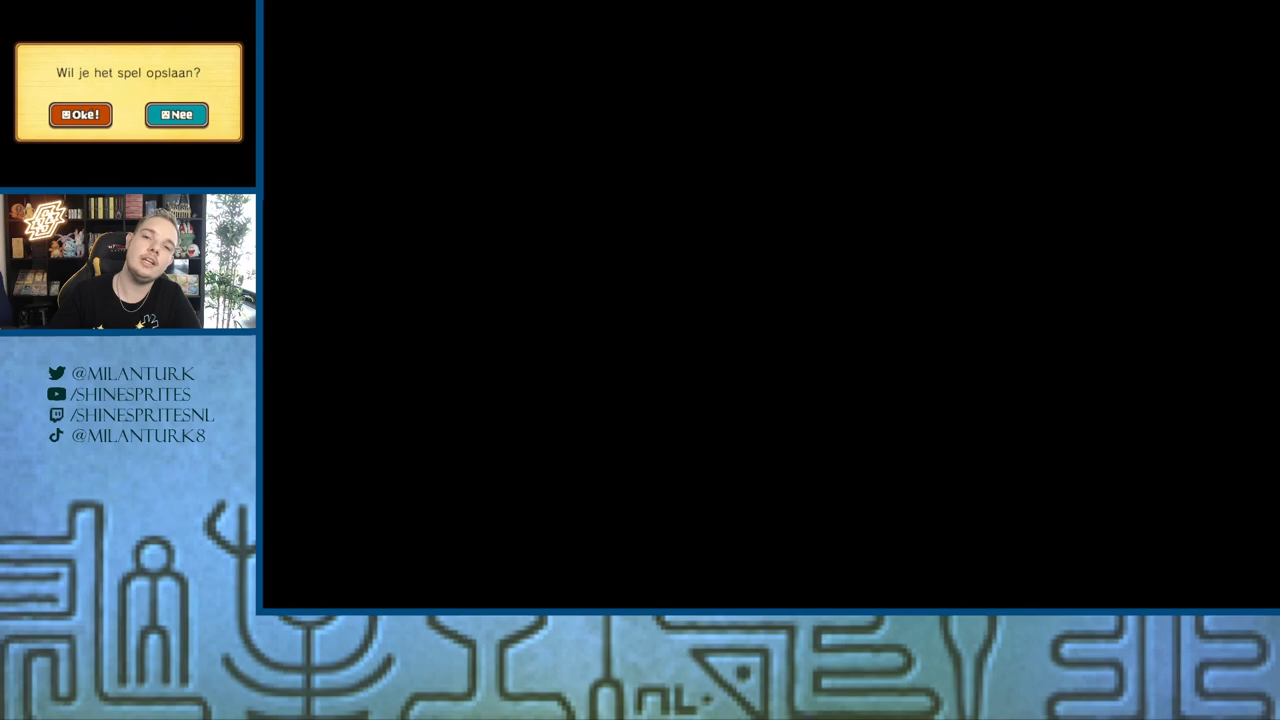 Wil je het spel opslaan?
Oke!
Nee
@MILANTURK
/SHINESPRITES
/SHINESPRITESNL
@MILANTURK8